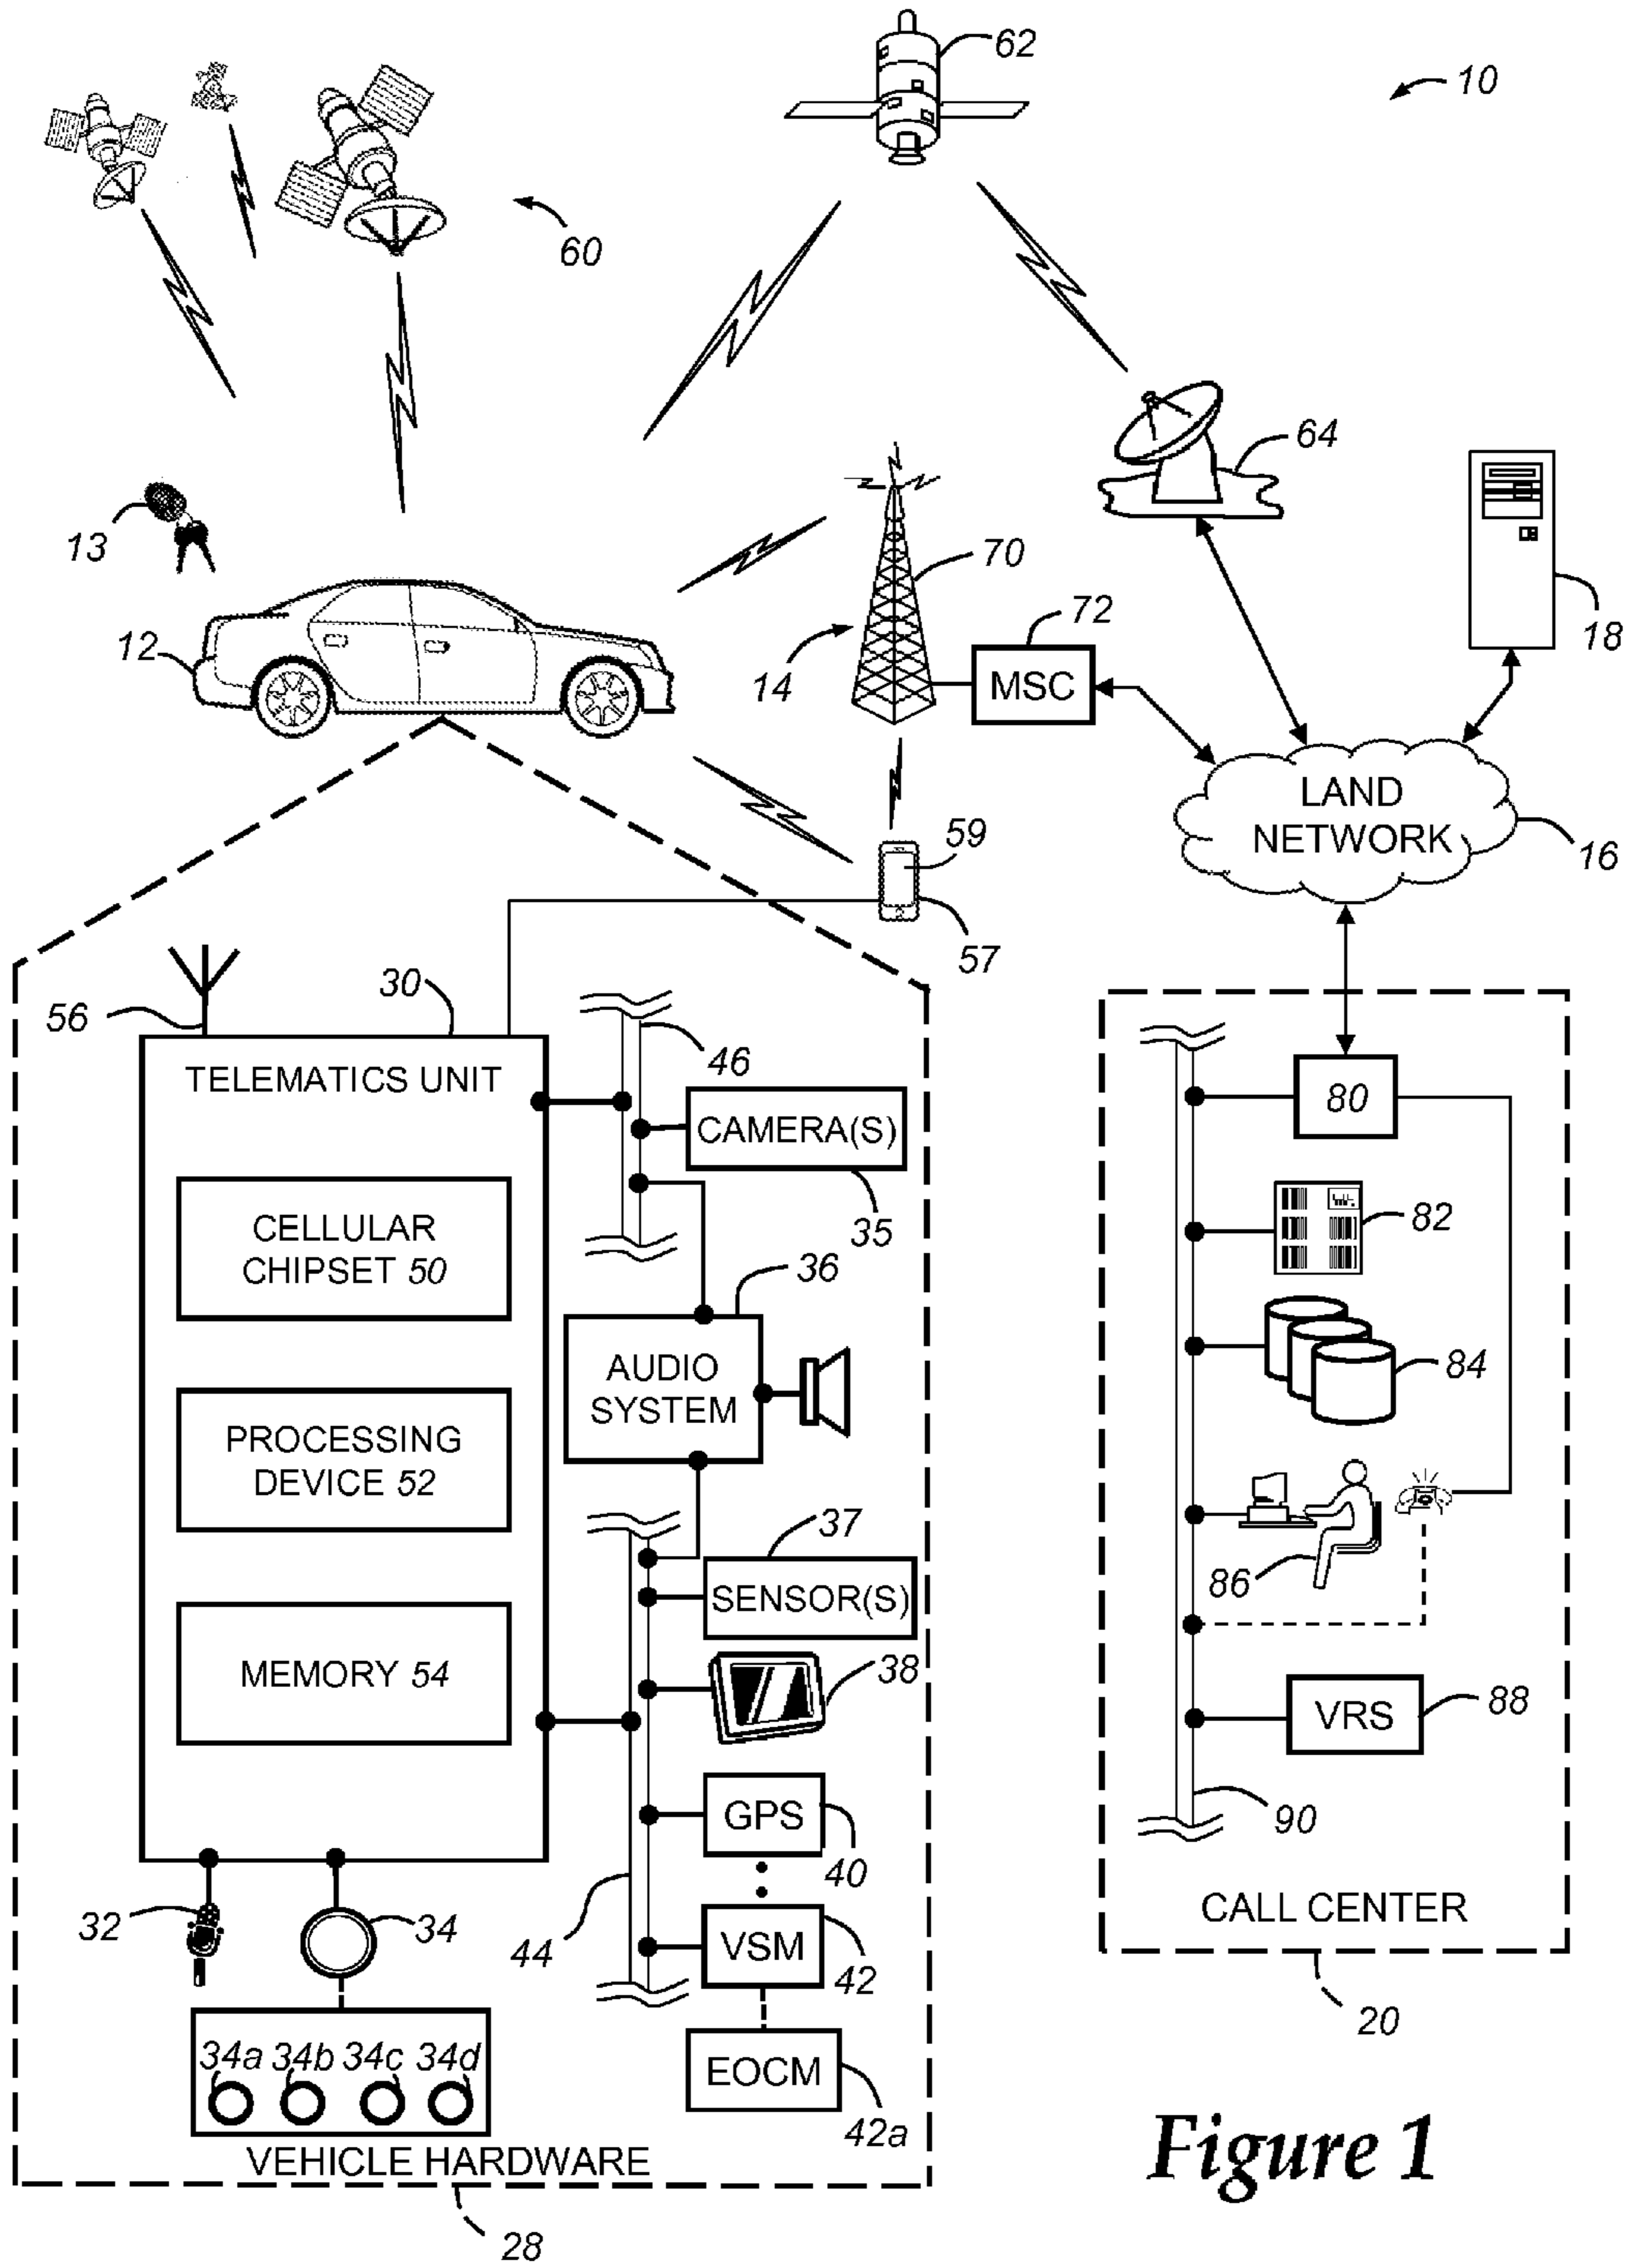 62
10
60
64
13
70
18
12
72
14
MSC
LAND
NETWORK
16
59
57
56
30
46
TELEMATICS UNIT
CAMERA(S)
35
80
CELLULAR
CHIPSET 50
82
36
AUDIO
SYSTEM
84
PROCESSING
DEVICE 52
37
SENSOR(S)
86
MEMORY 54
38
VRS
88
GPS
40
90
32
34
44
VSM
42
CALL CENTER
20
34a 34b 34c 34d
EOCM
42a
VEHICLE HARDWARE
28
Figure 1